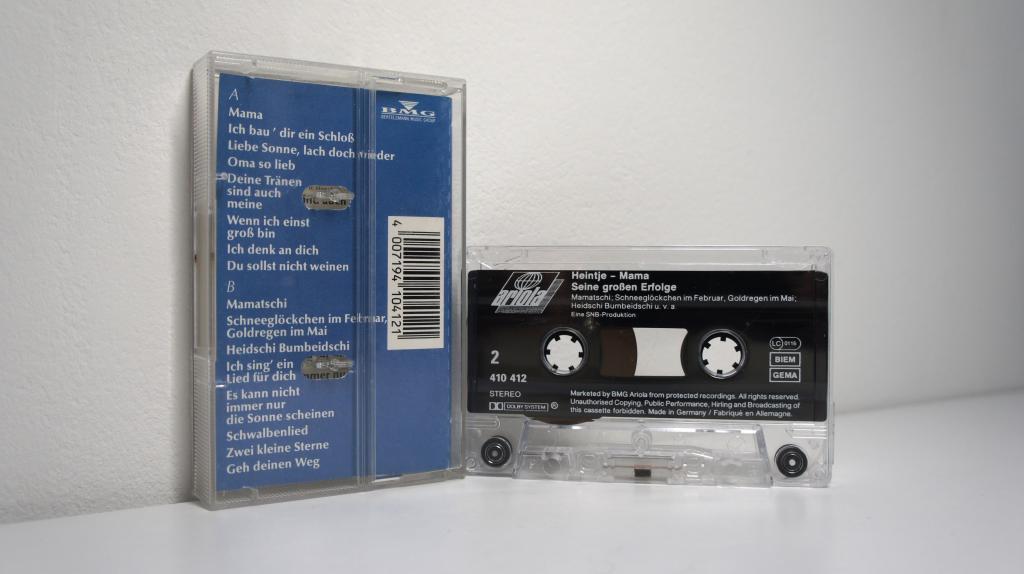 A
Mama
Ich bau' dir ein Schloß
Liebe Sonne, lach doch wieder
Oma so lieb
Deine Tränen
sind auch
meine
Wenn ich einst
groß bin
Ich denk an dich
Du sollst nicht weinen
B
Mamatschi
Schneeglöckchen im Februar,
Goldregen im Mai
Heidschi Bumbeidschi
Ich sing' ein
Lied für dich
Es kann nicht
immer nur
die Sonne scheinen
Schwalbenlied
Zwei kleine Sterne
Geh deinen Weg
BMG
BERTELSMANN MUSIC GROUP
4 007194 104121
ariola
Heintje - Mama
Seine großen Erfolge
Mamatschi; Schneeglöckchen im Februar, Goldregen im Mai;
Heidschi Bumbeidschi u. v. a
Eine SNB-Produktion
2
410 412
STEREO
DOLBY SYSTEM ®
LC 0116
BIEM
GEMA
Marketed by BMG Ariola from protected recordings. All rights reserved.
Unauthorised Copying, Public Performance, Hirting and Broadcasting of
this cassette forbidden. Made in Germany / Fabriqué en Allemagne.